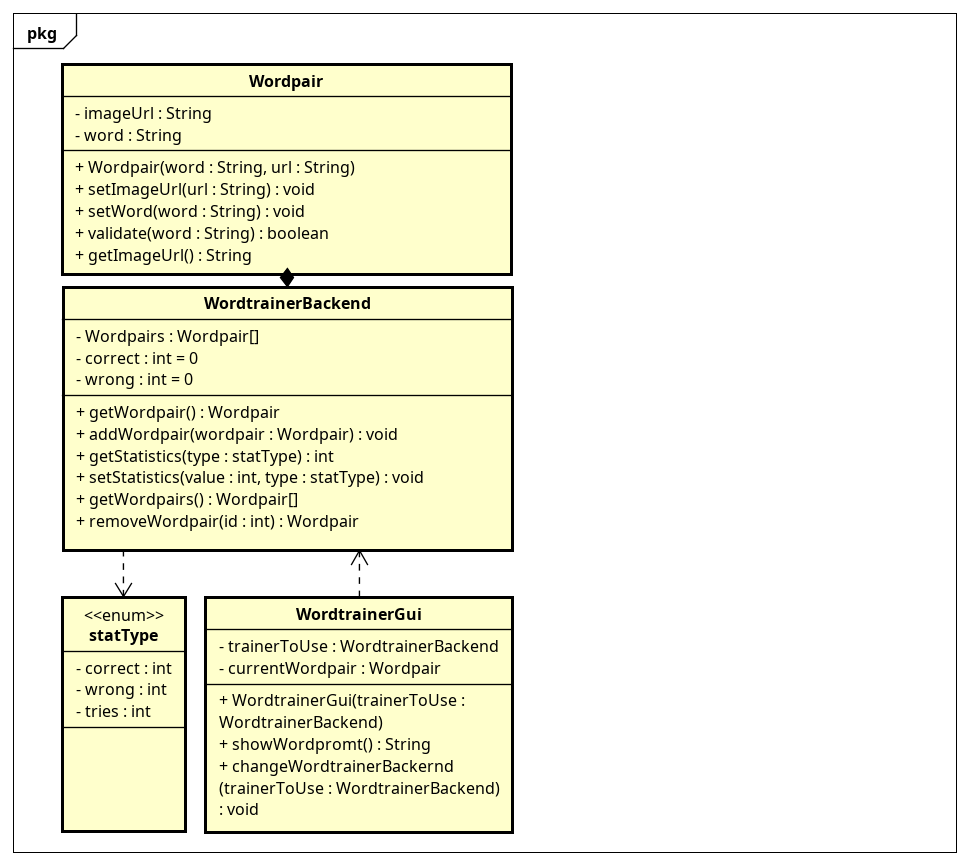 pkg
Wordpair
- imageUrl : String
- word : String
+ Wordpair(word : String, url : String)
+ setImageUrl(url : String) : void
+ setWord(word : String) : void
+ validate(word : String) : boolean
+ getImageUrl() : String
WordtrainerBackend
- Wordpairs : Wordpair[]
- correct : int = 0
- wrong : int = 0
+ getWordpair() : Wordpair
+ addWordpair(wordpair : Wordpair) : void
+ getStatistics(type : statType) : int
+ setStatistics(value : int, type : statType) : void
+ getWordpairs() : Wordpair[]
+ removeWordpair(id : int) : Wordpair
<<enum>>
statType
- correct : int
- wrong : int
- tries : int
WordtrainerGui
- trainerToUse : WordtrainerBackend
- currentWordpair : Wordpair
+ WordtrainerGui(trainerToUse :
WordtrainerBackend)
+ showWordpromt() : String
+ changeWordtrainerBackernd
(trainerToUse : WordtrainerBackend)
: void